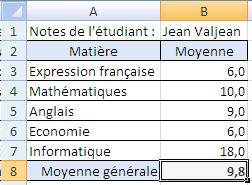 A B
1 Notes de l'étudiant : Jean Valjean
2 Matière Moyenne
3 Expression française 6,0
4 Mathématiques 10,0
5 Anglais 9,0
6 Economie 6,0
7 Informatique 18,0
8 Moyenne générale 9,8